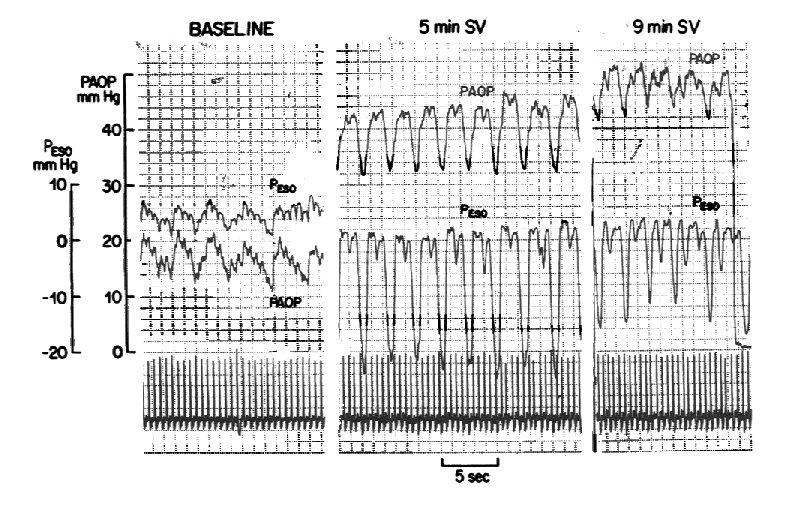 BASELINE
5 min SV
9 min SV
PAOP
mm Hg
40
30
20
10
0
PESO
mm Hg
10
0
-10
-20
PESO
PAOP
PAOP
PESO
PAOP
PESO
5 sec